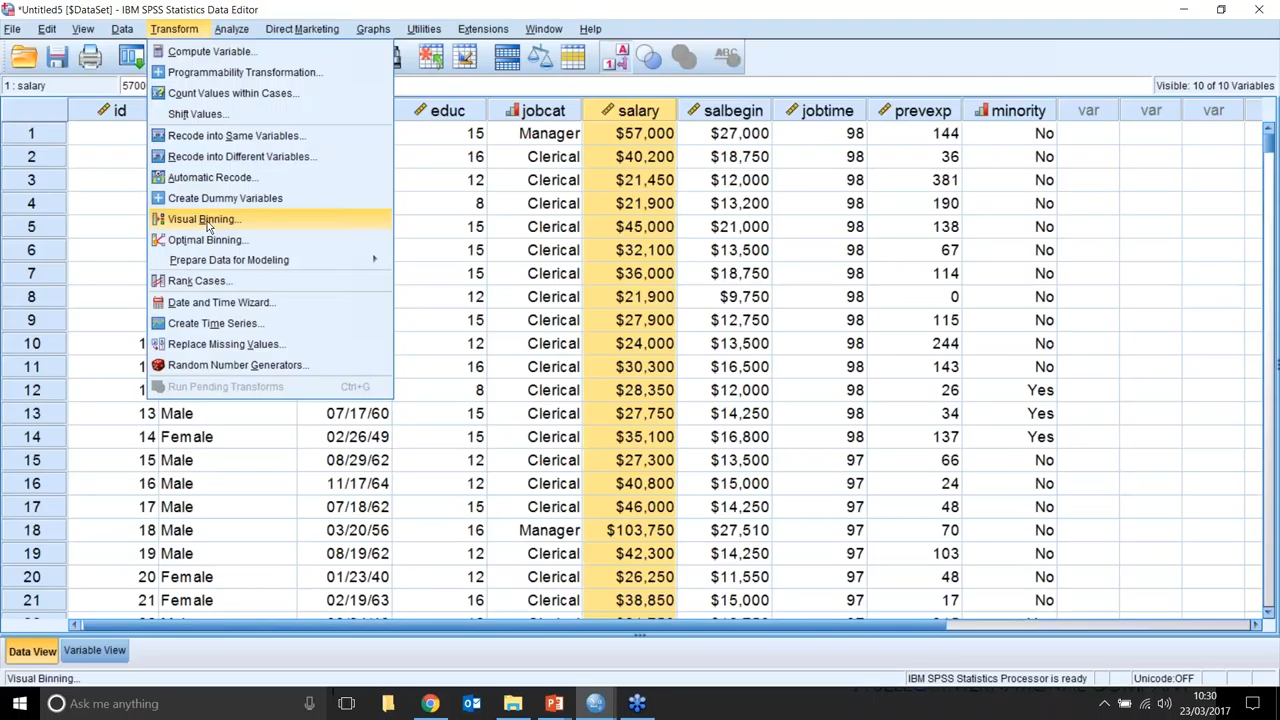 *Untitled5 [$DataSet] - IBM SPSS Statistics Data Editor
File Edit View Data Transform Analyze Direct Marketing Graphs Utilities Extensions Window Help
1 : salary 5700 Visible: 10 of 10 Variables
Compute Variable...
Programmability Transformation...
Count Values within Cases...
Shift Values...
Recode into Same Variables...
Recode into Different Variables...
Automatic Recode...
Create Dummy Variables
Visual Binning...
Optimal Binning...
Prepare Data for Modeling
Rank Cases...
Date and Time Wizard...
Create Time Series...
Replace Missing Values...
Random Number Generators...
Run Pending Transforms Ctrl+G
id educ jobcat salary salbegin jobtime prevexp minority var var var
1 15 Manager $57,000 $27,000 98 144 No
2 16 Clerical $40,200 $18,750 98 36 No
3 12 Clerical $21,450 $12,000 98 381 No
4 8 Clerical $21,900 $13,200 98 190 No
5 15 Clerical $45,000 $21,000 98 138 No
6 15 Clerical $32,100 $13,500 98 67 No
7 15 Clerical $36,000 $18,750 98 114 No
8 12 Clerical $21,900 $9,750 98 0 No
9 15 Clerical $27,900 $12,750 98 115 No
10 1 12 Clerical $24,000 $13,500 98 244 No
11 1 16 Clerical $30,300 $16,500 98 143 No
12 1 8 Clerical $28,350 $12,000 98 26 Yes
13 13 Male 07/17/60 15 Clerical $27,750 $14,250 98 34 Yes
14 14 Female 02/26/49 15 Clerical $35,100 $16,800 98 137 Yes
15 15 Male 08/29/62 12 Clerical $27,300 $13,500 97 66 No
16 16 Male 11/17/64 12 Clerical $40,800 $15,000 97 24 No
17 17 Male 07/18/62 15 Clerical $46,000 $14,250 97 48 No
18 18 Male 03/20/56 16 Manager $103,750 $27,510 97 70 No
19 19 Male 08/19/62 12 Clerical $42,300 $14,250 97 103 No
20 20 Female 01/23/40 12 Clerical $26,250 $11,550 97 48 No
21 21 Female 02/19/63 16 Clerical $38,850 $15,000 97 17 No
Data View Variable View
Visual Binning... IBM SPSS Statistics Processor is ready Unicode:OFF
Ask me anything 10:30
23/03/2017